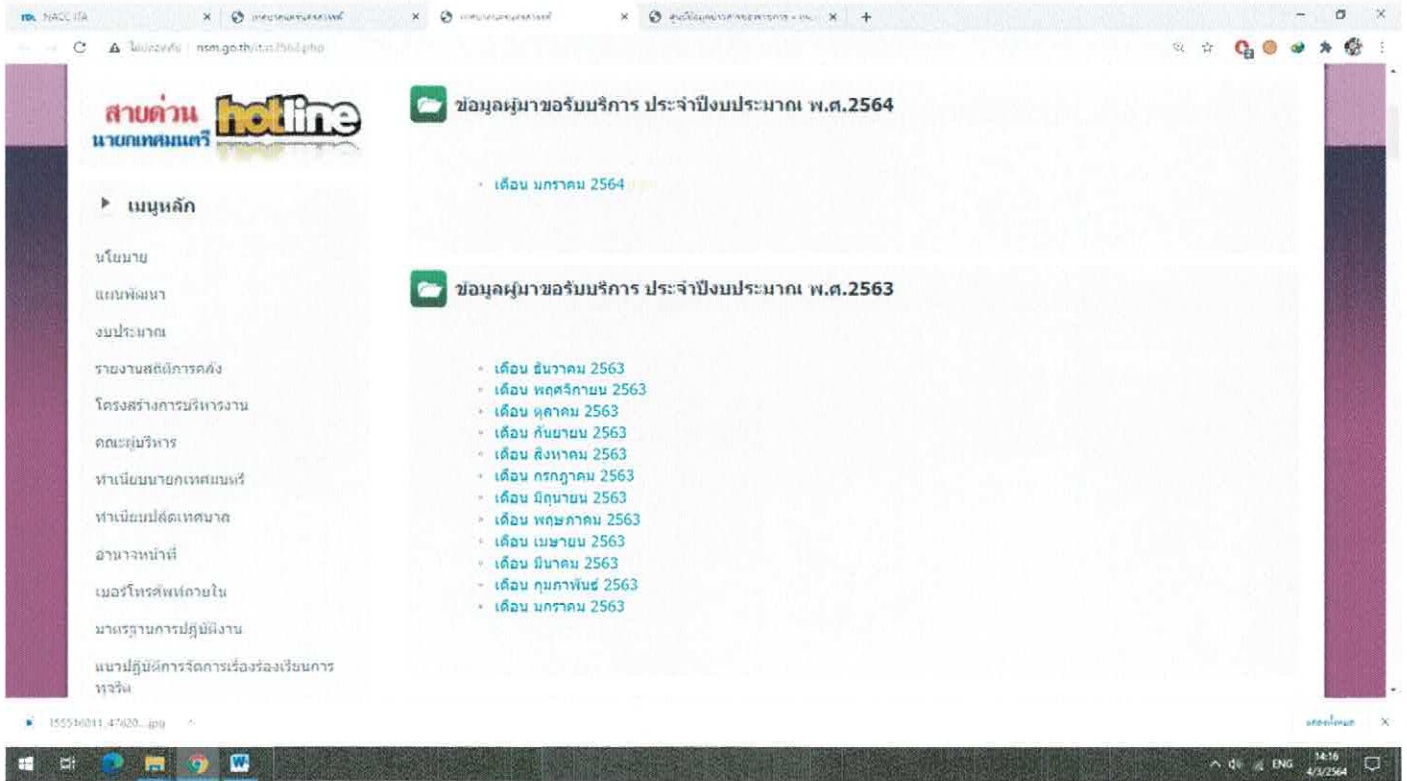 NACC ITA
nsm.go.th/ita2564.php
สายด่วน hotline
นายกเทศมนตรี
เมนูหลัก
นโยบาย
แผนพัฒนา
งบประมาณ
รายงานสถิติการคลัง
โครงสร้างการบริหารงาน
คณะผู้บริหาร
ทำเนียบนายกเทศมนตรี
ทำเนียบปลัดเทศบาล
อำนาจหน้าที่
เบอร์โทรศัพท์ภายใน
มาตรฐานการปฏิบัติงาน
แนวปฏิบัติการจัดการเรื่องร้องเรียนการ
ทุจริต
ข้อมูลผู้มาขอรับบริการ ประจำปีงบประมาณ พ.ศ.2564
เดือน มกราคม 2564
ข้อมูลผู้มาขอรับบริการ ประจำปีงบประมาณ พ.ศ.2563
เดือน ธันวาคม 2563
เดือน พฤศจิกายน 2563
เดือน ตุลาคม 2563
เดือน กันยายน 2563
เดือน สิงหาคม 2563
เดือน กรกฎาคม 2563
เดือน มิถุนายน 2563
เดือน พฤษภาคม 2563
เดือน เมษายน 2563
เดือน มีนาคม 2563
เดือน กุมภาพันธ์ 2563
เดือน มกราคม 2563
แสดงทั้งหมด
ENG
14:16
4/3/2564